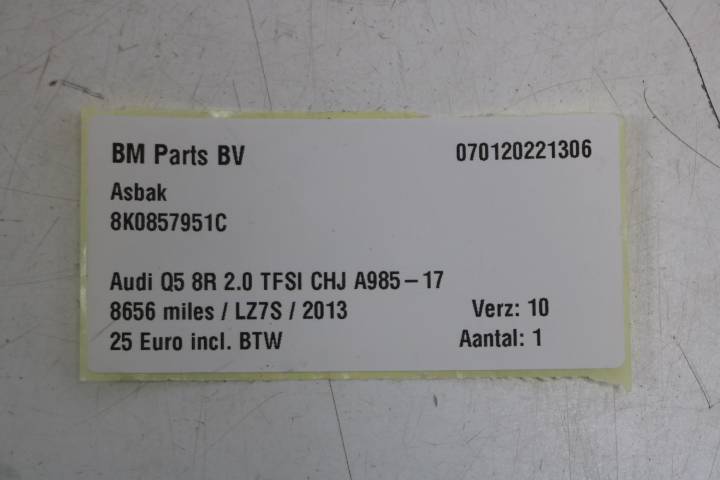 BM Parts BV 070120221306
Asbak
8K0857951C
Audi Q5 8R 2.0 TFSI CHJ A985-17
8656 miles / LZ7S / 2013 Verz: 10
25 Euro incl. BTW Aantal: 1